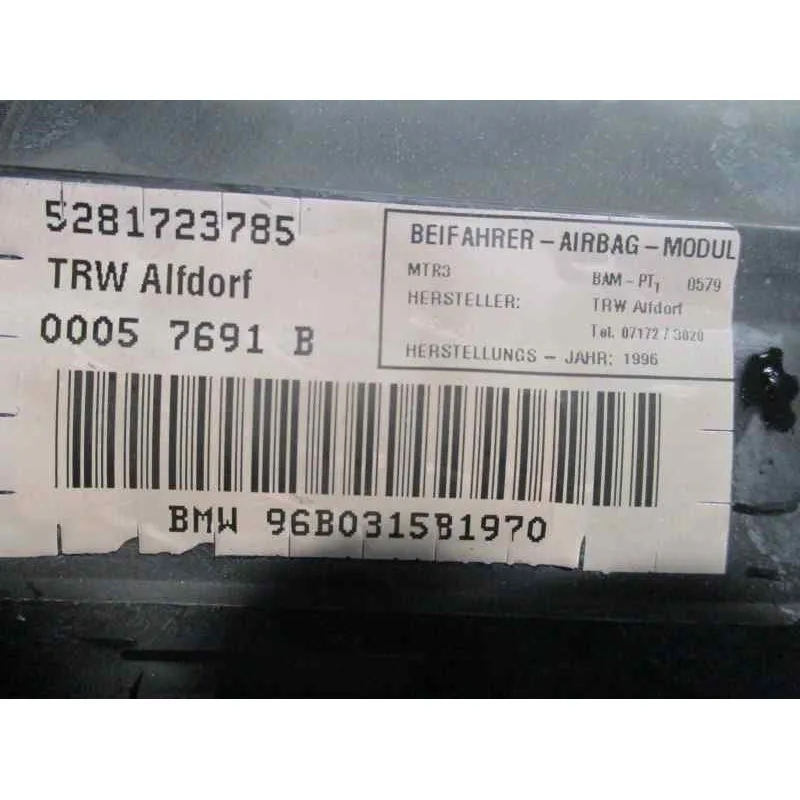 5281723785
TRW Alfdorf
0005 7691 B
BEIFAHRER-AIRBAG-MODUL
MTR3 BAM-PT1 0579
HERSTELLER: TRW Alfdorf
Tel. 07172 / 3020
HERSTELLUNGS - JAHR: 1996
BMW 96B0315B1970